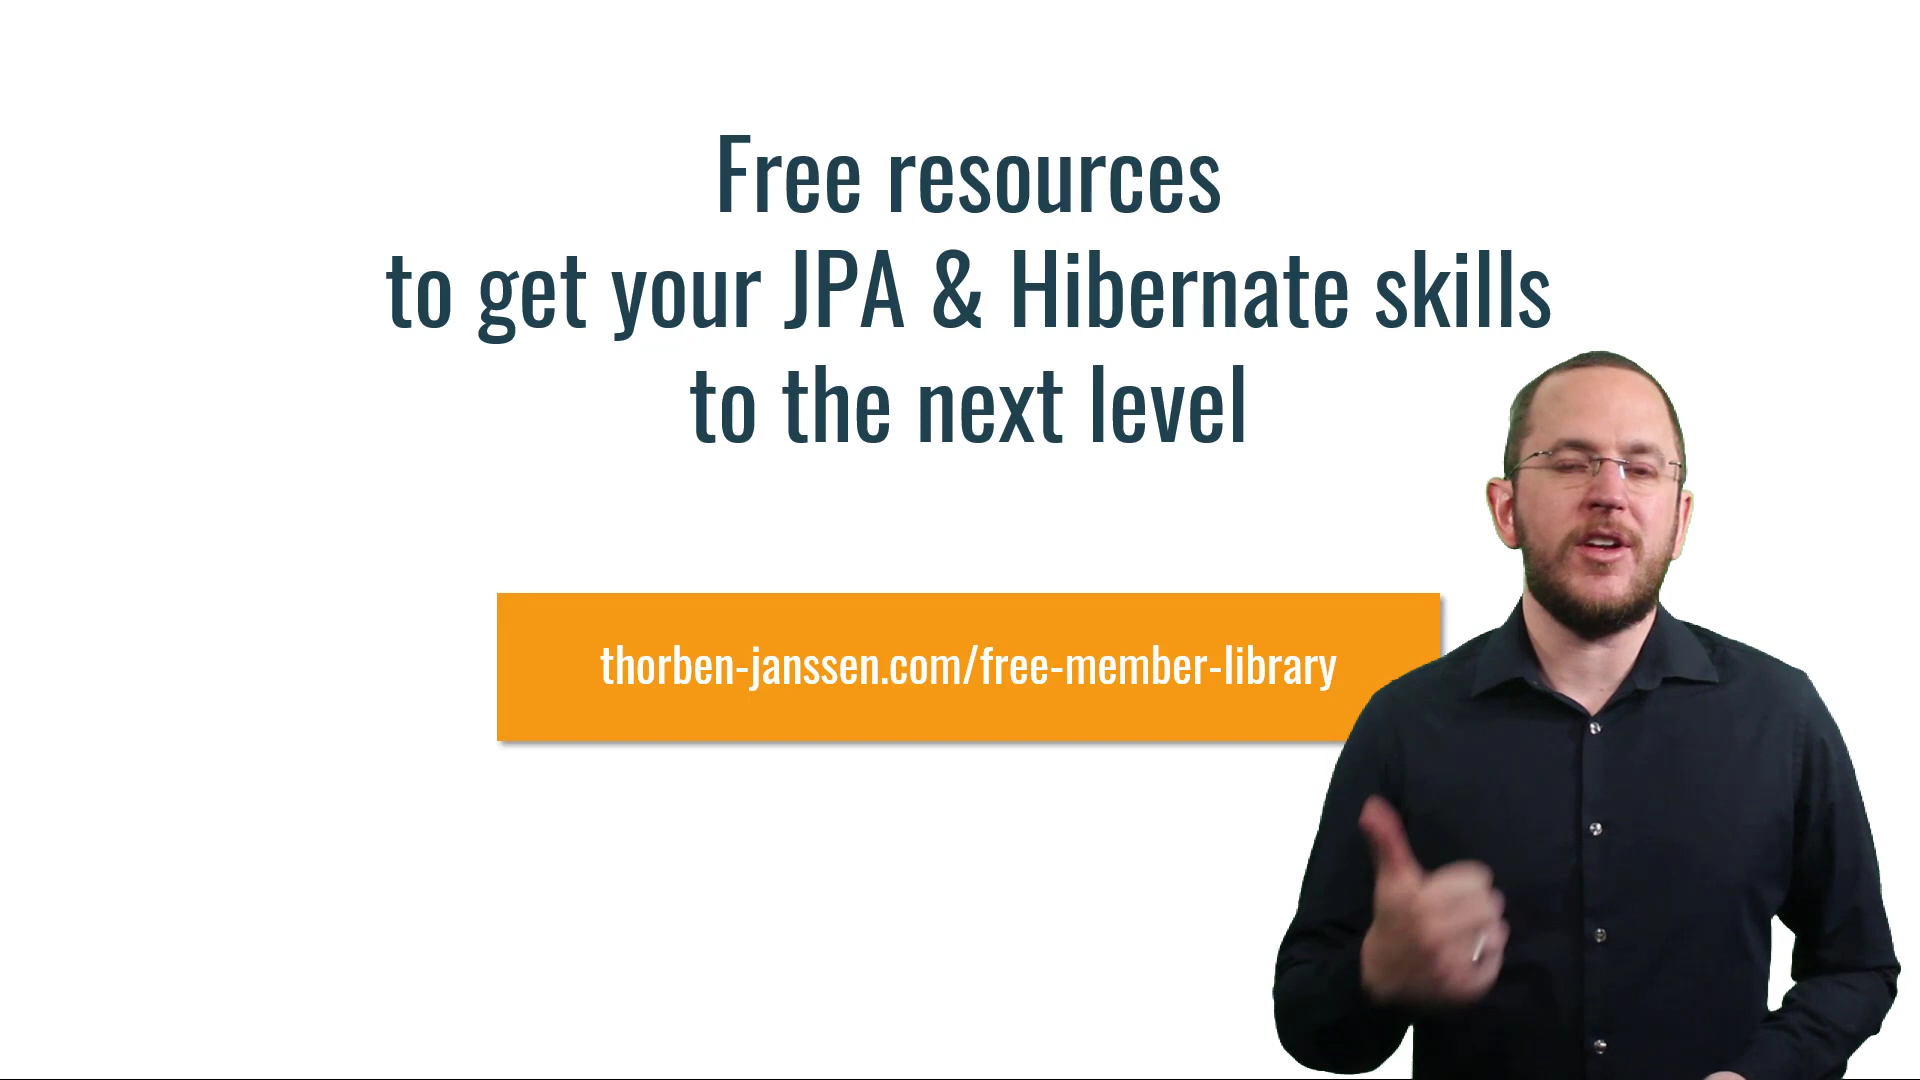 Free resources
to get your JPA & Hibernate skills
to the next level
thorben-janssen.com/free-member-library